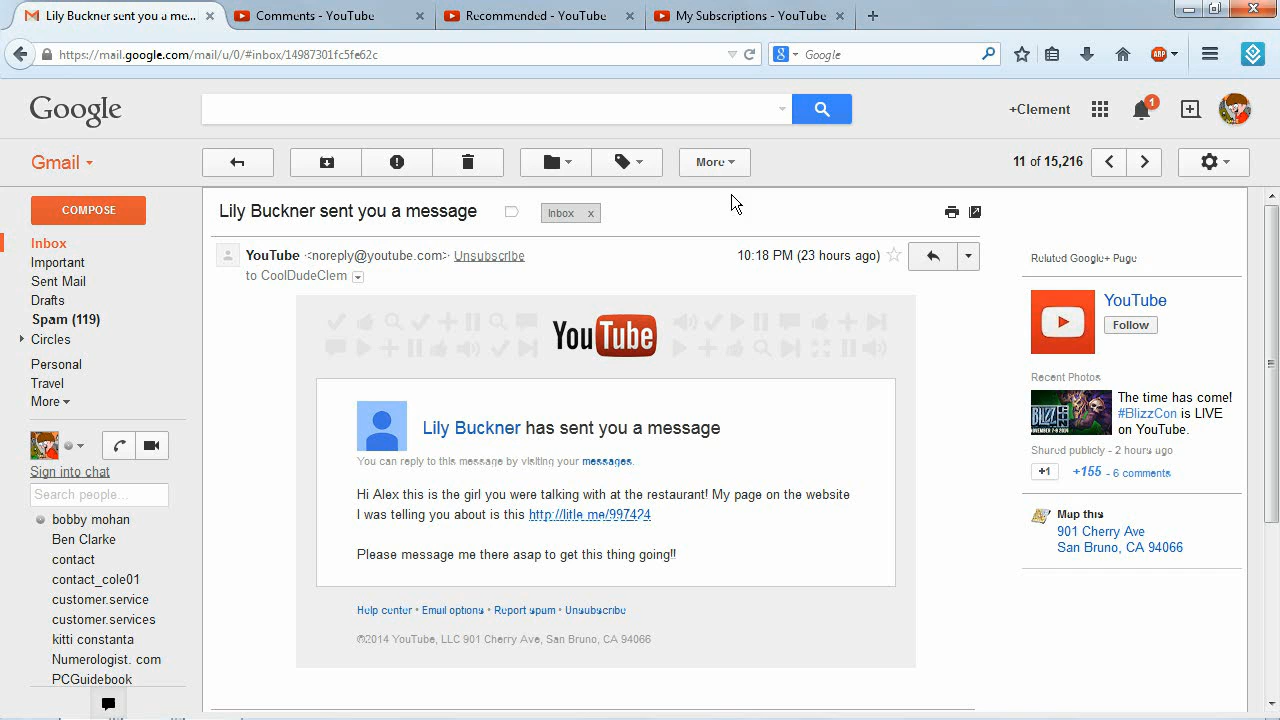 Lily Buckner sent you a me...
Comments - YouTube
Recommended - YouTube
My Subscriptions - YouTube
https://mail.google.com/mail/u/0/#inbox/14987301fc5fe62c
Google
ABP
Google
+Clement
1
Gmail
More
11 of 15,216
COMPOSE
Lily Buckner sent you a message
Inbox x
Inbox
Important
Sent Mail
Drafts
Spam (119)
Circles
Personal
Travel
More
Sign into chat
Search people...
bobby mohan
Ben Clarke
contact
contact_cole01
customer.service
customer.services
kitti constanta
Numerologist. com
PCGuidebook
YouTube <noreply@youtube.com> Unsubscribe
10:18 PM (23 hours ago)
to CoolDudeClem
YouTube
Lily Buckner has sent you a message
You can reply to this message by visiting your messages.
Hi Alex this is the girl you were talking with at the restaurant! My page on the website
I was telling you about is this http://litle.me/997424
Please message me there asap to get this thing going!!
Help center • Email options • Report spam • Unsubscribe
©2014 YouTube, LLC 901 Cherry Ave, San Bruno, CA 94066
Related Google+ Page
YouTube
Follow
Recent Photos
BLIZZ
The time has come!
#BlizzCon is LIVE
on YouTube.
Shared publicly - 2 hours ago
+1
+155 - 6 comments
Map this
901 Cherry Ave
San Bruno, CA 94066